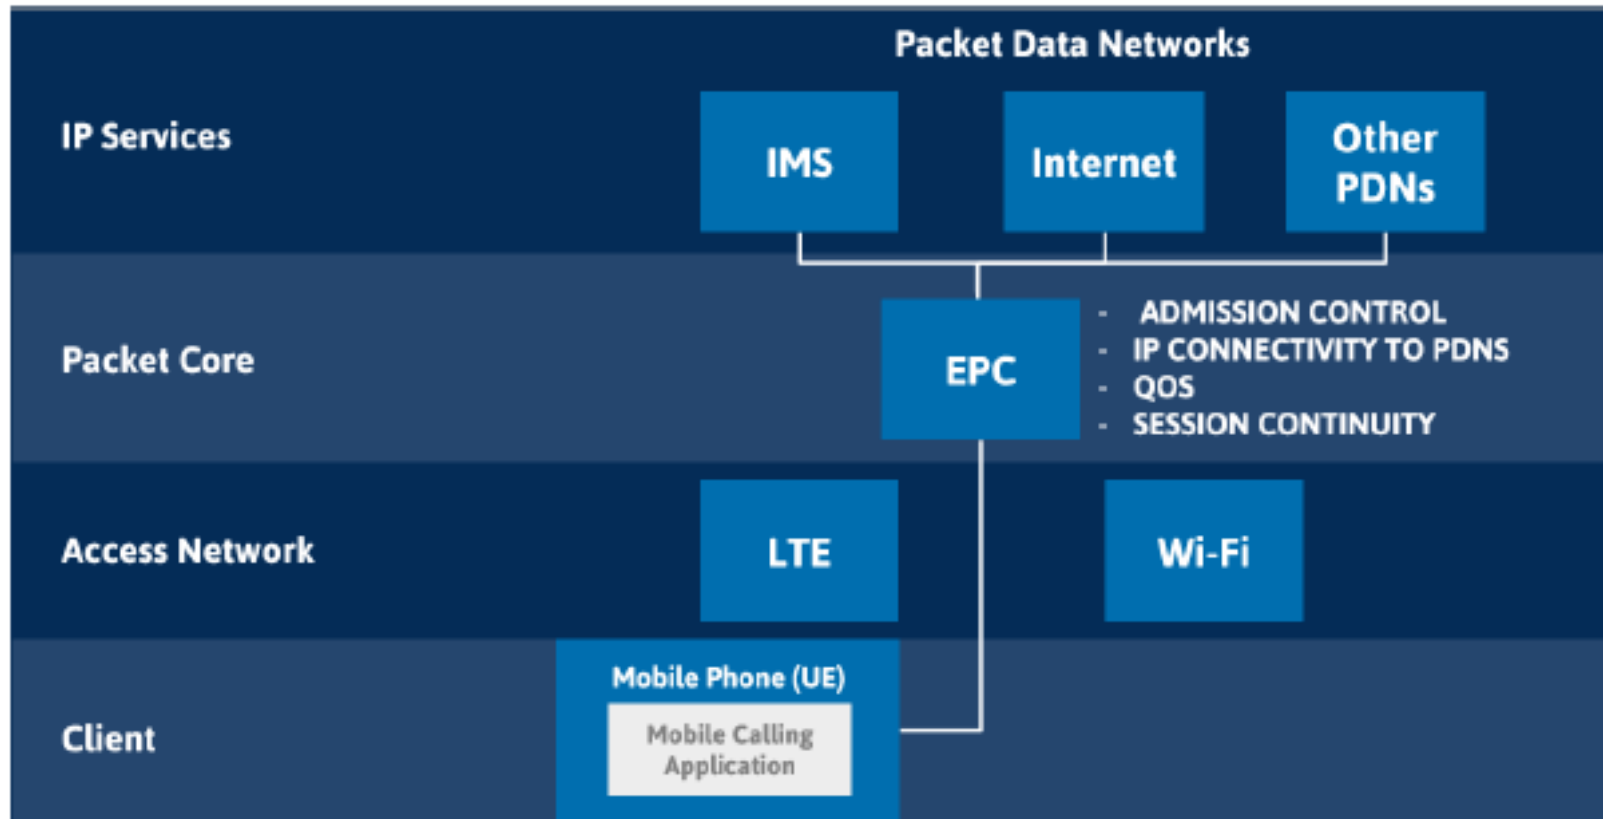 Packet Data Networks
IP Services
IMS
Internet
Other
PDNs
Packet Core
EPC
- ADMISSION CONTROL
- IP CONNECTIVITY TO PDNS
- QOS
- SESSION CONTINUITY
Access Network
LTE
Wi-Fi
Client
Mobile Phone (UE)
Mobile Calling
Application